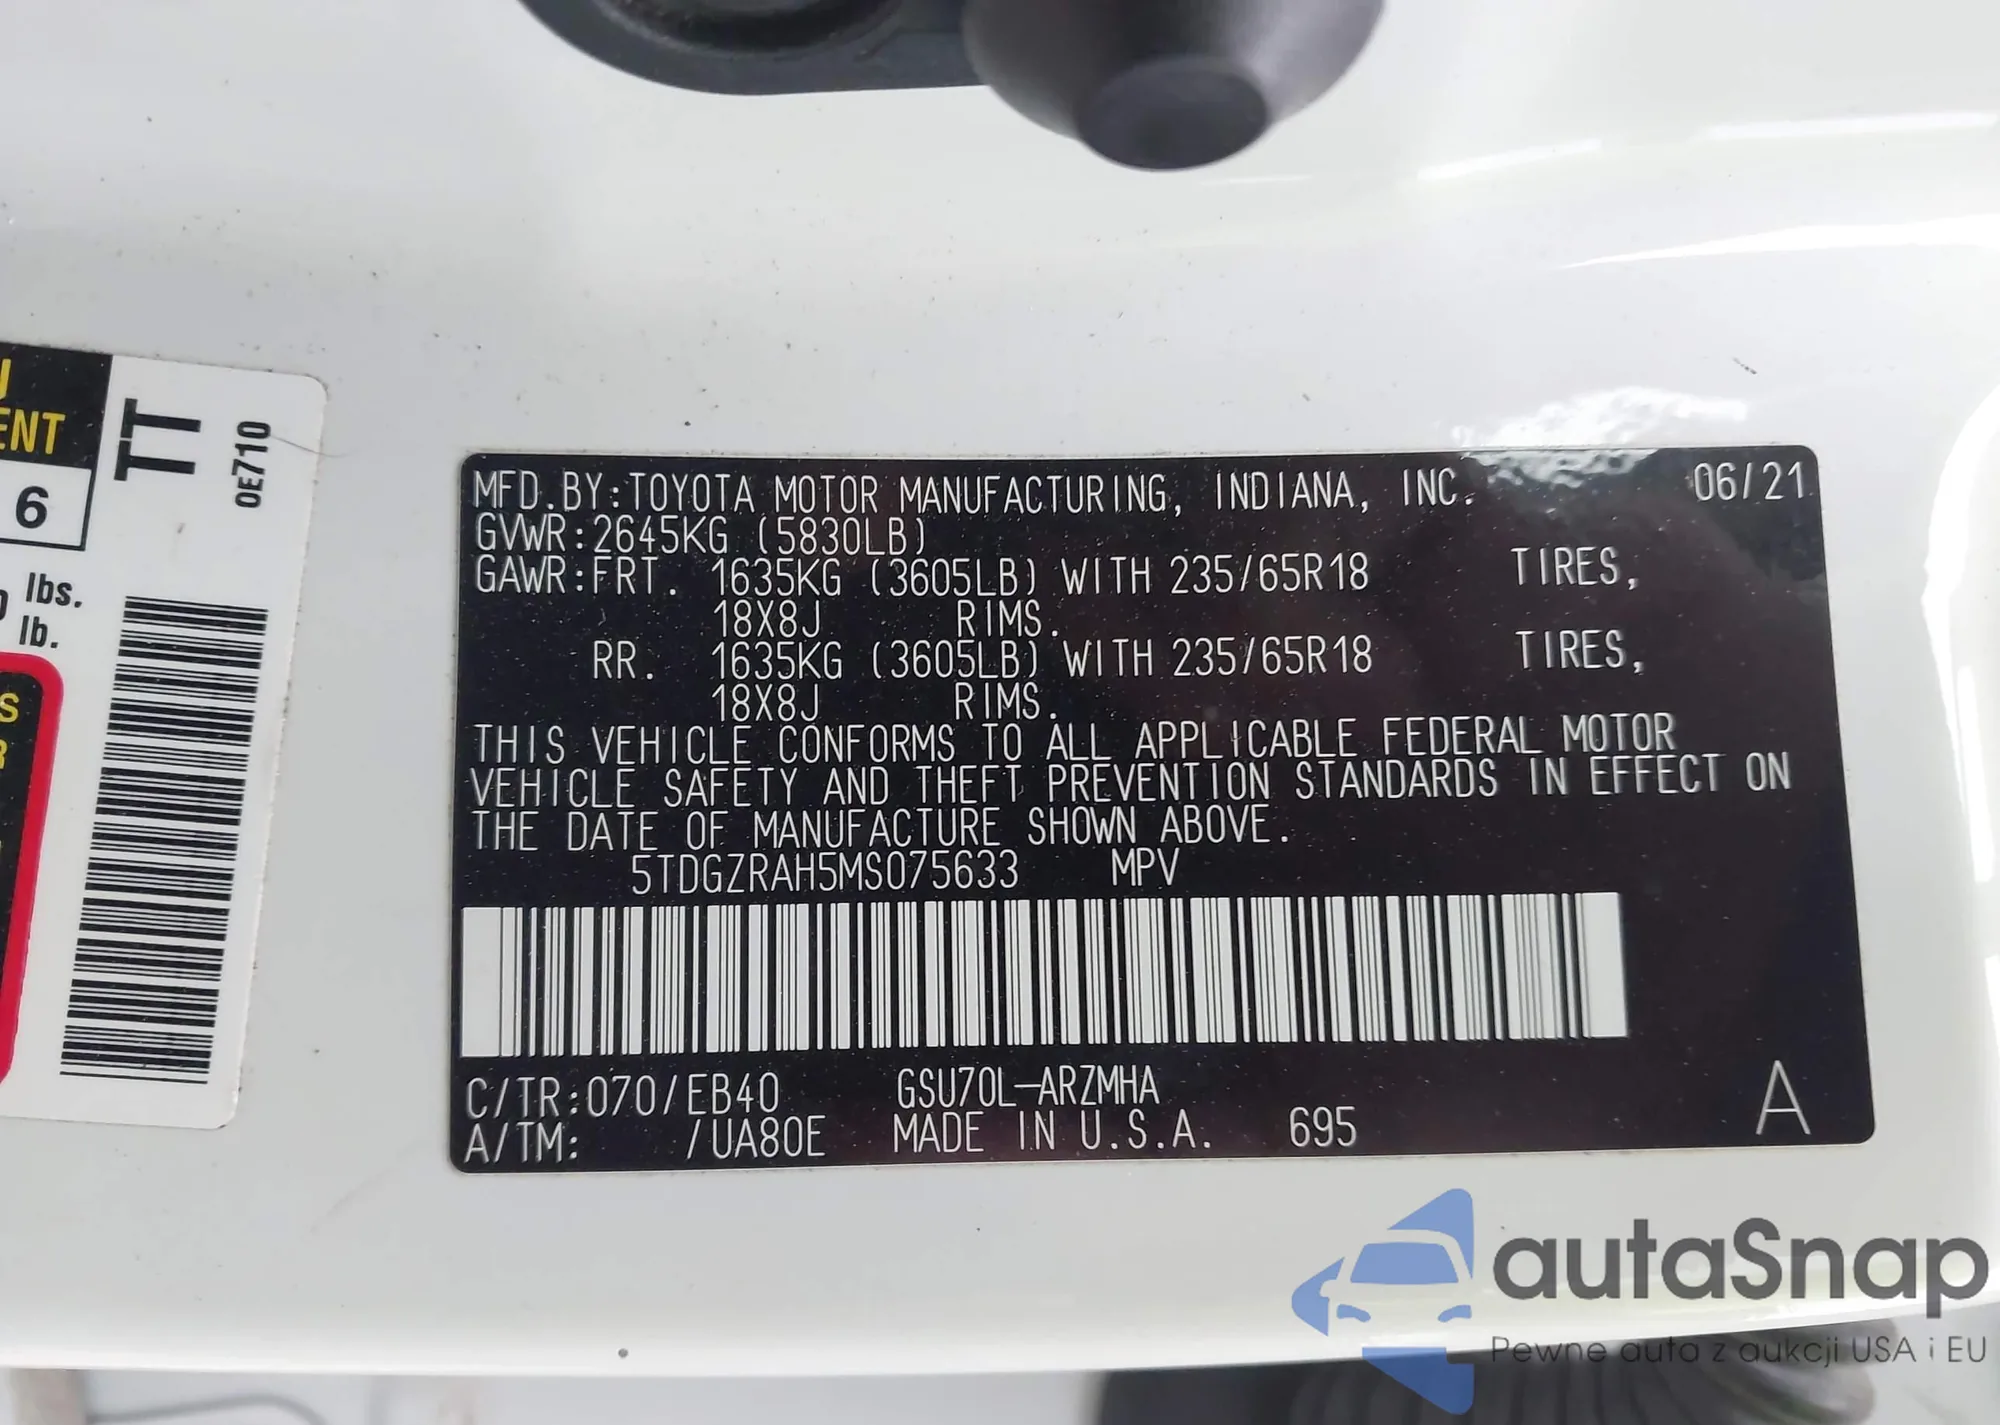 MFD.BY:TOYOTA MOTOR MANUFACTURING, INDIANA, INC. 06/21
GVWR:2645KG (5830LB)
GAWR:FRT. 1635KG (3605LB) WITH 235/65R18 TIRES,
18X8J RIMS.
RR. 1635KG (3605LB) WITH 235/65R18 TIRES,
18X8J RIMS.
THIS VEHICLE CONFORMS TO ALL APPLICABLE FEDERAL MOTOR
VEHICLE SAFETY AND THEFT PREVENTION STANDARDS IN EFFECT ON
THE DATE OF MANUFACTURE SHOWN ABOVE.
5TDGZRAH5MS075633 MPV
C/TR:070/EB40 GSU70L-ARZMHA
A/TM: /UA80E MADE IN U.S.A. 695
A
ENT
6
lbs.
lb.
TT
0E710
S
R
autaSnap
Pewne auta z aukcji USA i EU